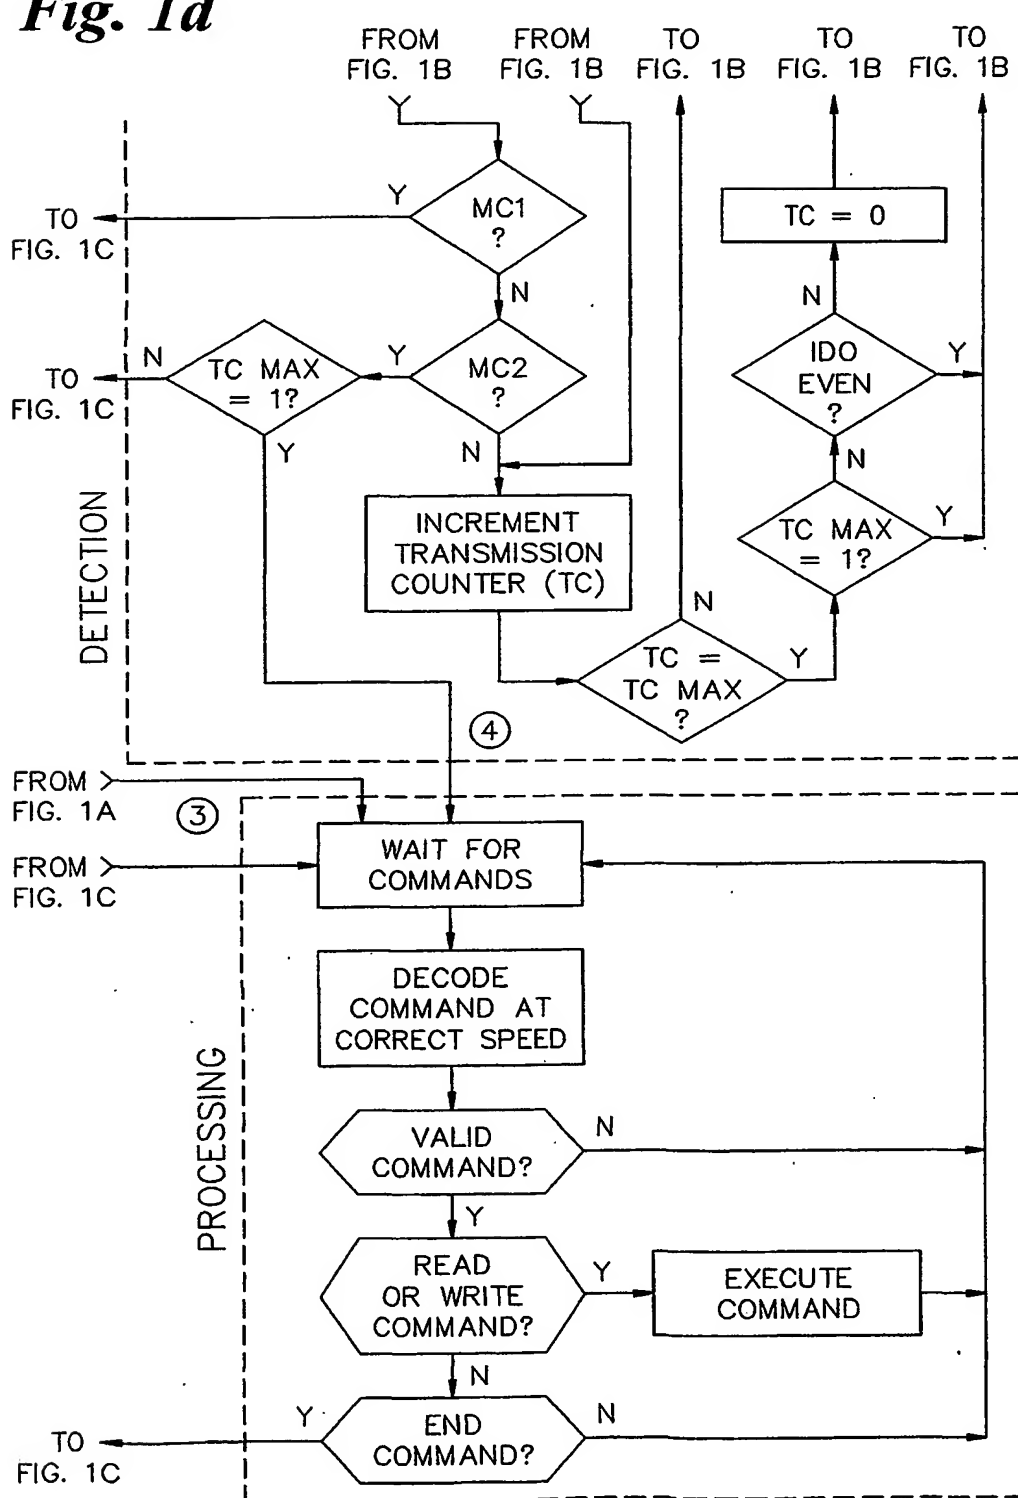 Fig. 1d
FROM
FIG. 1B
FROM
FIG. 1B
TO
FIG. 1B
TO
FIG. 1B
TO
FIG. 1B
MC1
?
Y
N
TO
FIG. 1C
TC = 0
N
MC2
?
Y
N
TC MAX
= 1?
N
Y
TO
FIG. 1C
IDO
EVEN
?
Y
N
INCREMENT
TRANSMISSION
COUNTER (TC)
TC MAX
= 1?
Y
DETECTION
N
TC =
TC MAX
?
Y
4
FROM
FIG. 1A
3
WAIT FOR
COMMANDS
FROM
FIG. 1C
DECODE
COMMAND AT
CORRECT SPEED
PROCESSING
VALID
COMMAND?
N
Y
READ
OR WRITE
COMMAND?
Y
EXECUTE
COMMAND
N
END
COMMAND?
Y
N
TO
FIG. 1C